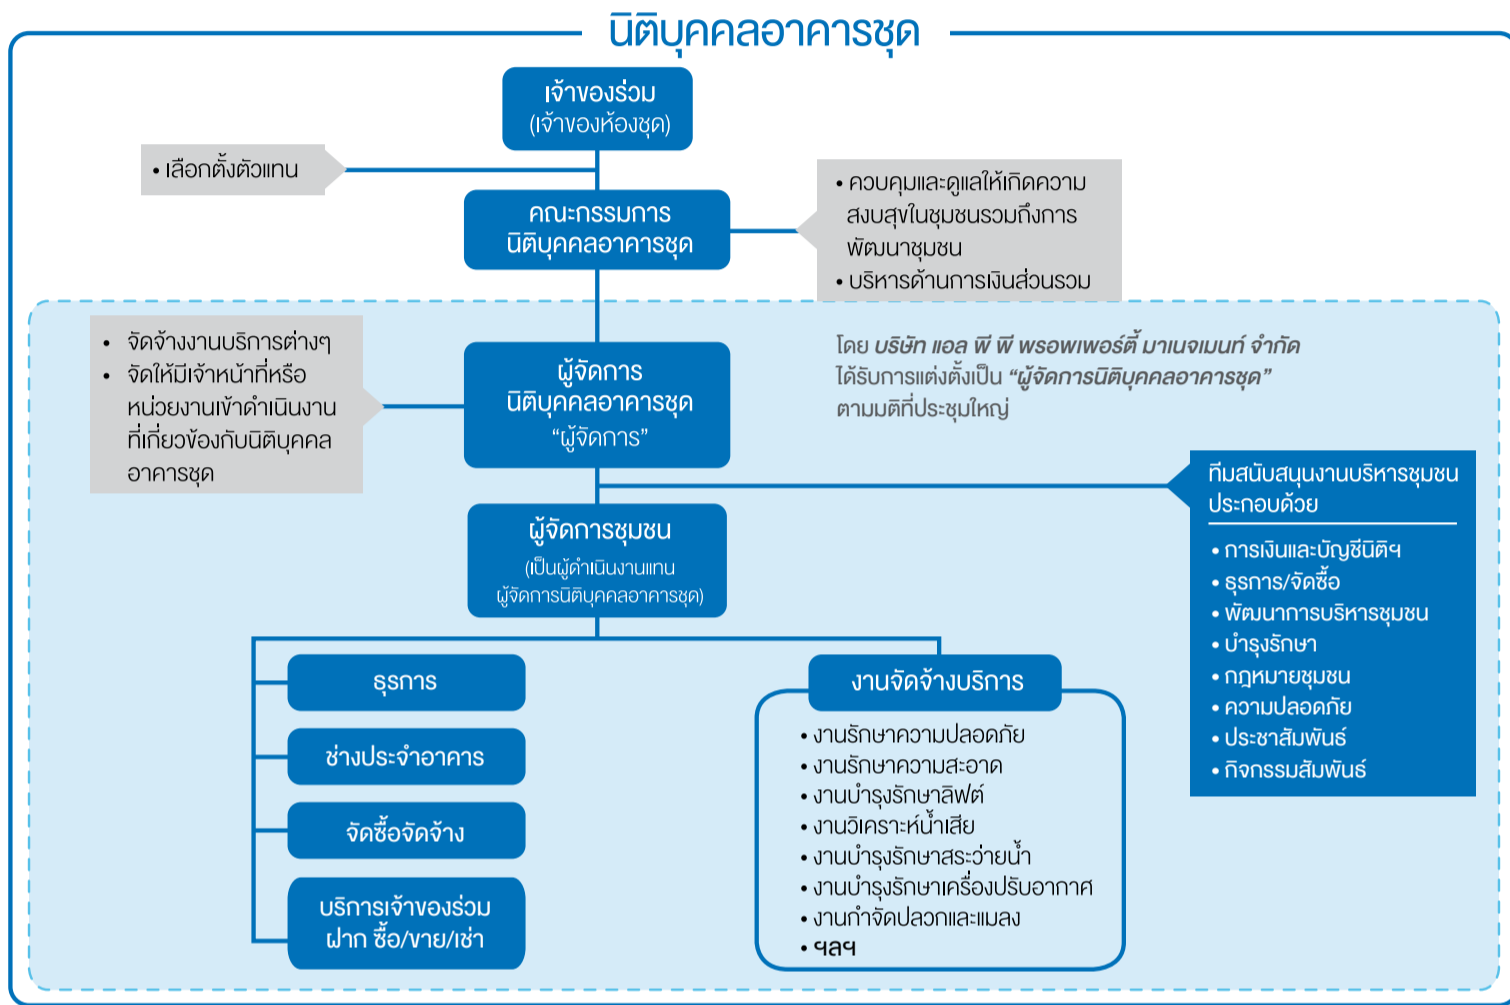 นิติบุคคลอาคารชุด
เจ้าของร่วม
(เจ้าของห้องชุด)
• เลือกตั้งตัวแทน
คณะกรรมการ
นิติบุคคลอาคารชุด
• ควบคุมและดูแลให้เกิดความ
สงบสุขในชุมชนรวมถึงการ
พัฒนาชุมชน
• บริหารด้านการเงินส่วนรวม
• จัดจ้างงานบริการต่างๆ
• จัดให้มีเจ้าหน้าที่หรือ
หน่วยงานเข้าดำเนินงาน
ที่เกี่ยวข้องกับนิติบุคคล
อาคารชุด
ผู้จัดการ
นิติบุคคลอาคารชุด
“ผู้จัดการ”
โดย บริษัท แอล พี พี พรอพเพอร์ตี้ มาเนจเมนท์ จำกัด
ได้รับการแต่งตั้งเป็น “ผู้จัดการนิติบุคคลอาคารชุด”
ตามมติที่ประชุมใหญ่
ทีมสนับสนุนงานบริหารชุมชน
ประกอบด้วย
• การเงินและบัญชีนิติฯ
• ธุรการ/จัดซื้อ
• พัฒนาการบริหารชุมชน
• บำรุงรักษา
• กฎหมายชุมชน
• ความปลอดภัย
• ประชาสัมพันธ์
• กิจกรรมสัมพันธ์
ผู้จัดการชุมชน
(เป็นผู้ดำเนินงานแทน
ผู้จัดการนิติบุคคลอาคารชุด)
ธุรการ
ช่างประจำอาคาร
จัดซื้อจัดจ้าง
บริการเจ้าของร่วม
ฝาก ซื้อ/ขาย/เช่า
งานจัดจ้างบริการ
• งานรักษาความปลอดภัย
• งานรักษาความสะอาด
• งานบำรุงรักษาลิฟต์
• งานวิเคราะห์น้ำเสีย
• งานบำรุงรักษาสระว่ายน้ำ
• งานบำรุงรักษาเครื่องปรับอากาศ
• งานกำจัดปลวกและแมลง
• ฯลฯ